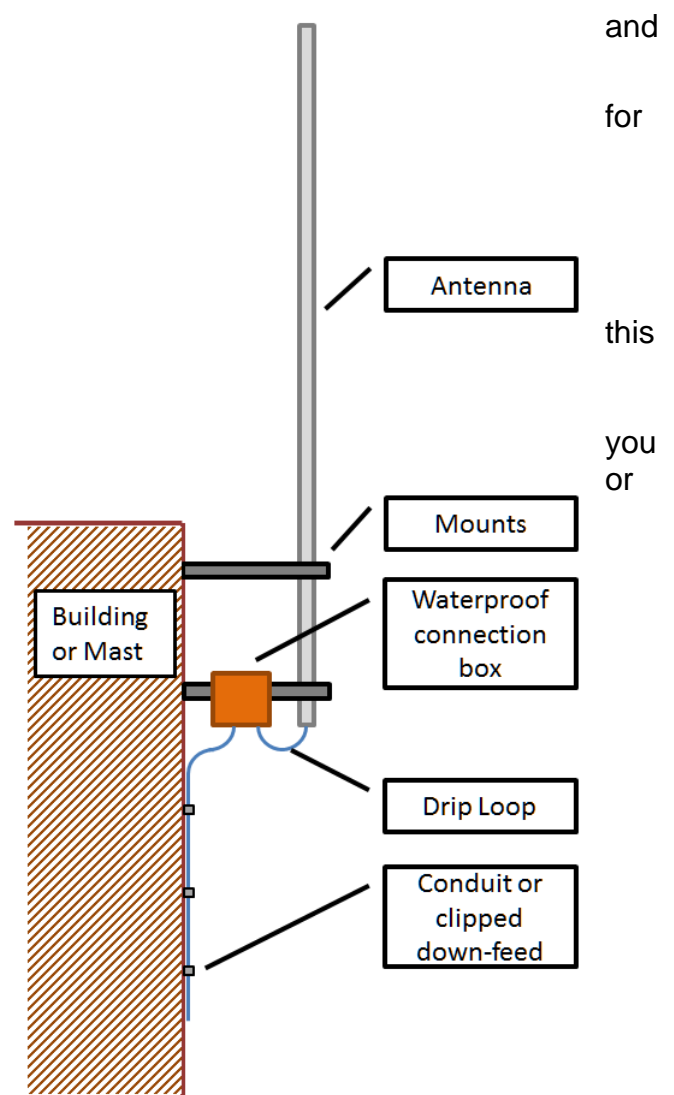 and
for
Antenna
this
you
or
Mounts
Building
or Mast
Waterproof
connection
box
Drip Loop
Conduit or
clipped
down-feed